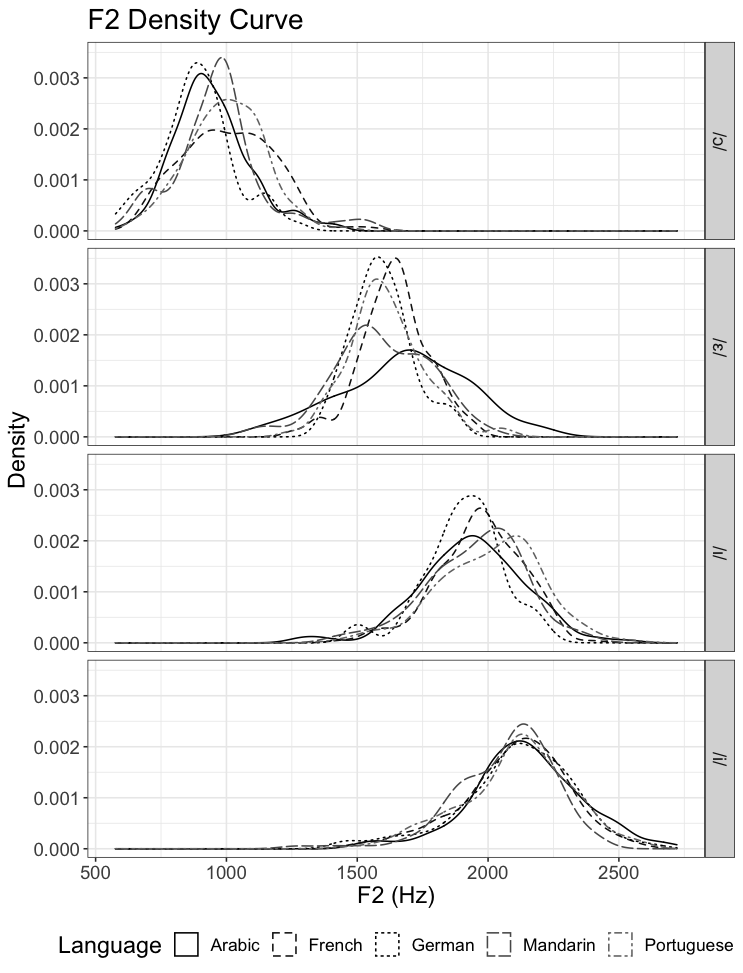 F2 Density Curve
0.003
0.002
0.001
0.000
/ɔ/
0.003
0.002
0.001
0.000
/ɛ/
0.003
0.002
0.001
0.000
/ɪ/
0.003
0.002
0.001
0.000
/i/
Density
500 1000 1500 2000 2500
F2 (Hz)
Language Arabic French German Mandarin Portuguese